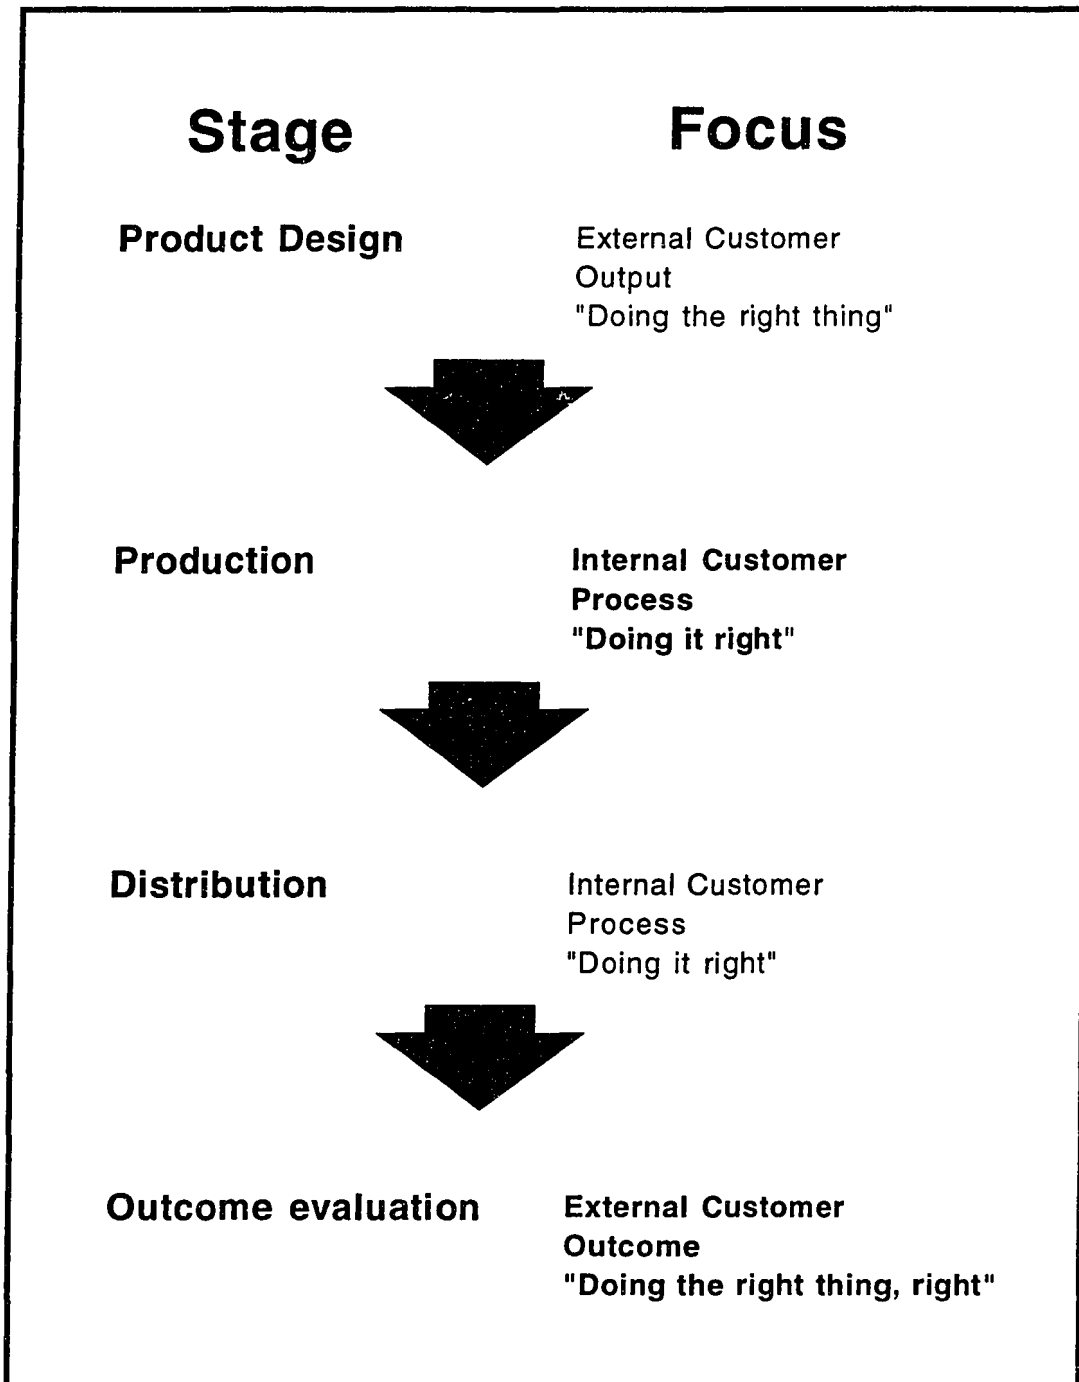 Stage Focus
Product Design External Customer
Output
"Doing the right thing"
Production Internal Customer
Process
"Doing it right"
Distribution Internal Customer
Process
"Doing it right"
Outcome evaluation External Customer
Outcome
"Doing the right thing, right"